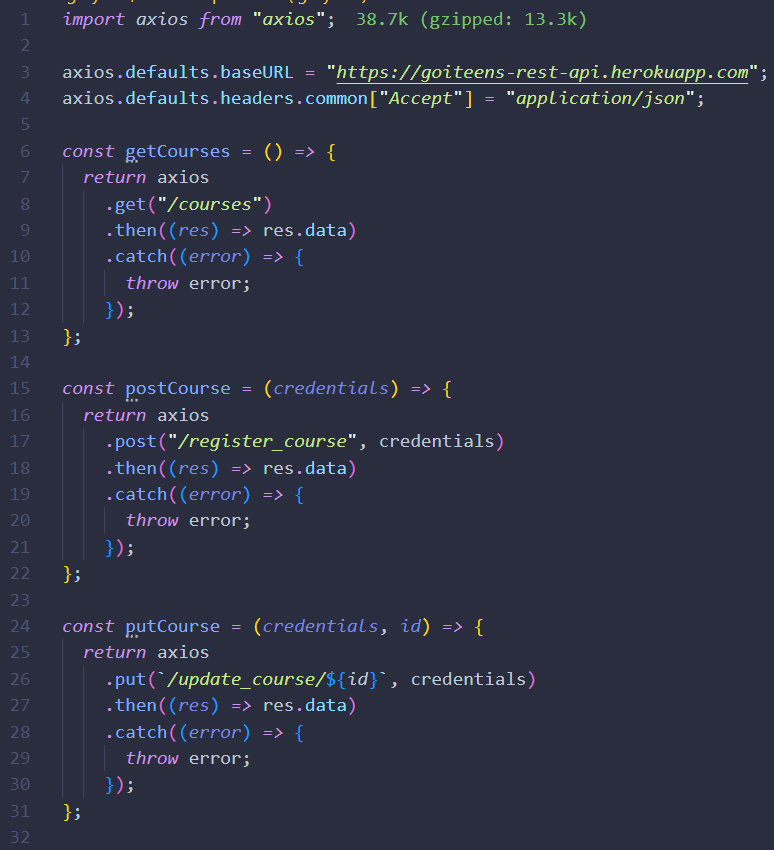 1 import axios from "axios"; 38.7k (gzipped: 13.3k)
2
3 axios.defaults.baseURL = "https://goiteens-rest-api.herokuapp.com";
4 axios.defaults.headers.common["Accept"] = "application/json";
5
6 const getCourses = () => {
7   return axios
8     .get("/courses")
9     .then((res) => res.data)
10     .catch((error) => {
11       throw error;
12     });
13 };
14
15 const postCourse = (credentials) => {
16   return axios
17     .post("/register_course", credentials)
18     .then((res) => res.data)
19     .catch((error) => {
20       throw error;
21     });
22 };
23
24 const putCourse = (credentials, id) => {
25   return axios
26     .put(`/update_course/${id}`, credentials)
27     .then((res) => res.data)
28     .catch((error) => {
29       throw error;
30     });
31 };
32